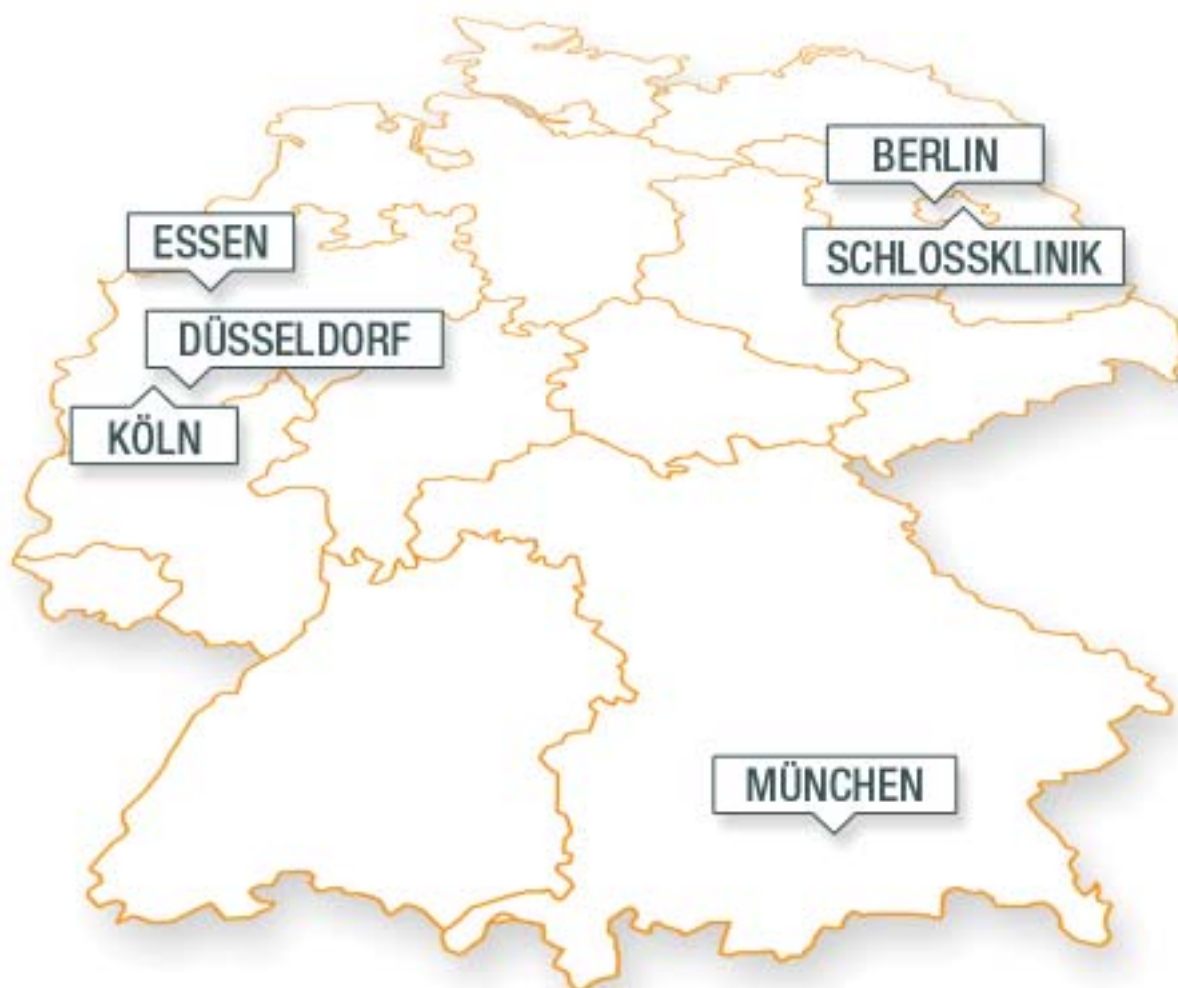 BERLIN
ESSEN
SCHLOSSKLINIK
DÜSSELDORF
KÖLN
MÜNCHEN